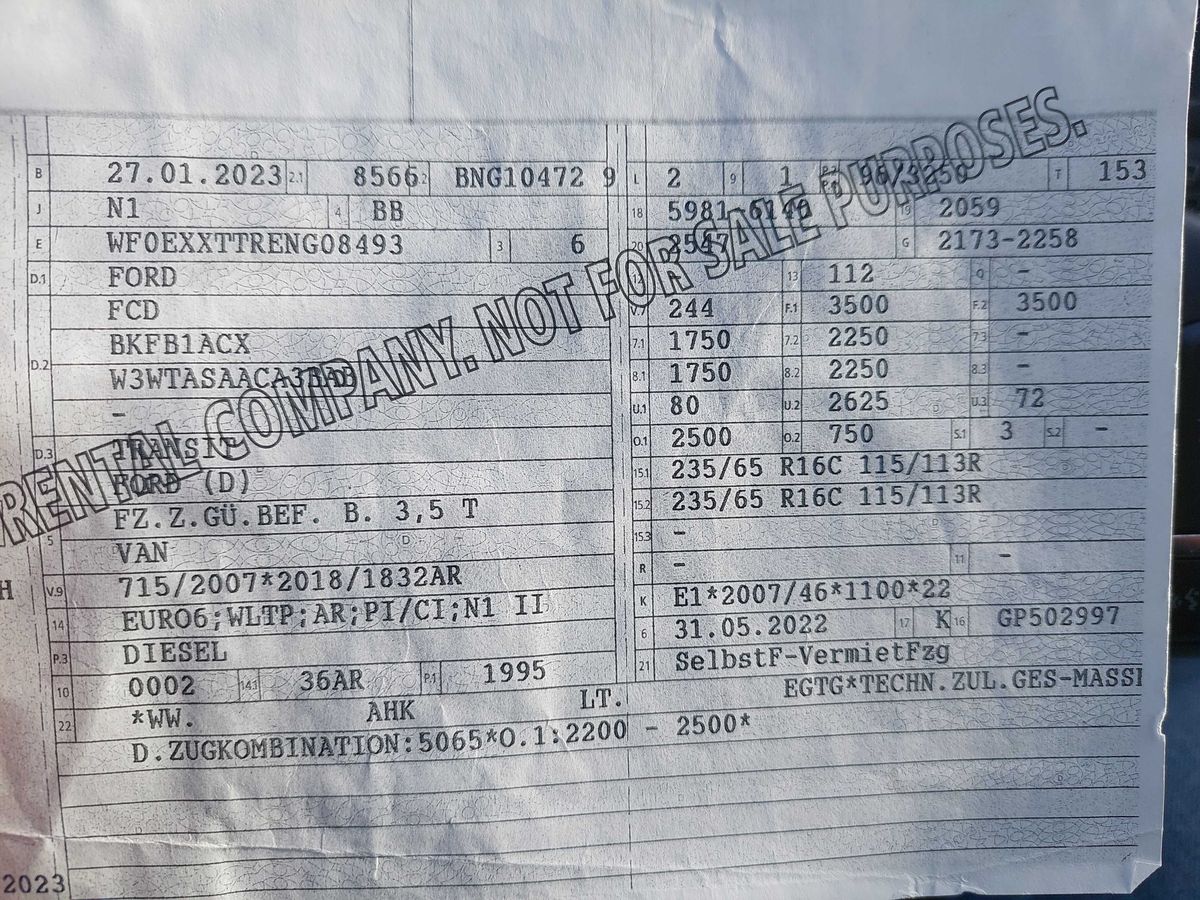 RENTAL COMPANY. NOT FOR SALE PURPOSES.
B 27.01.2023 2.1 8566 2 BNG10472 9
J N1 4 BB
E WF0EXXTTRENG08493 3 6
D.1 FORD
FCD
BKFB1ACX
D.2
-
D.3 TRANSIT
FORD (D)
FZ.Z.GÜ.BEF. B. 3,5 T
5 VAN
V.9 715/2007*2018/1832AR
14 EURO6;WLTP;AR;PI/CI;N1 II
P.3 DIESEL
10 0002 14.1 36AR P.1 1995
22 *WW. AHK LT. EGTG*TECHN.ZUL.GES-MASSE
D.ZUGKOMBINATION:5065*O.1:2200 - 2500*
L 2 9 1 96/3250 T 153
18 5981 19 2059
20 G 2173-2258
13 112 Q -
V.7 244 F.1 3500 F.2 3500
7.1 1750 7.2 2250 7.3 -
8.1 1750 8.2 2250 8.3 -
U.1 80 U.2 2625 U.3 72
O.1 2500 O.2 750 S.1 3 S.2 -
15.1 235/65 R16C 115/113R
15.2 235/65 R16C 115/113R
15.3 -
R - 11 -
K E1*2007/46*1100*22
6 31.05.2022 17 K 16 GP502997
21 SelbstF-VermietFzg
H
2023